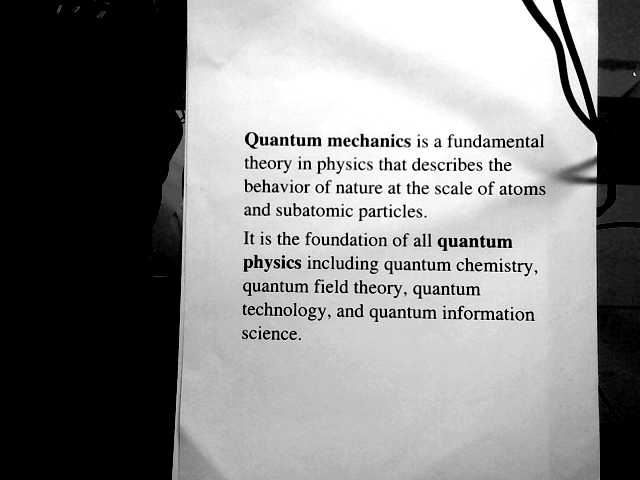 Quantum mechanics is a fundamental
theory in physics that describes the
behavior of nature at the scale of atoms
and subatomic particles.
It is the foundation of all quantum
physics including quantum chemistry,
quantum field theory, quantum
technology, and quantum information
science.